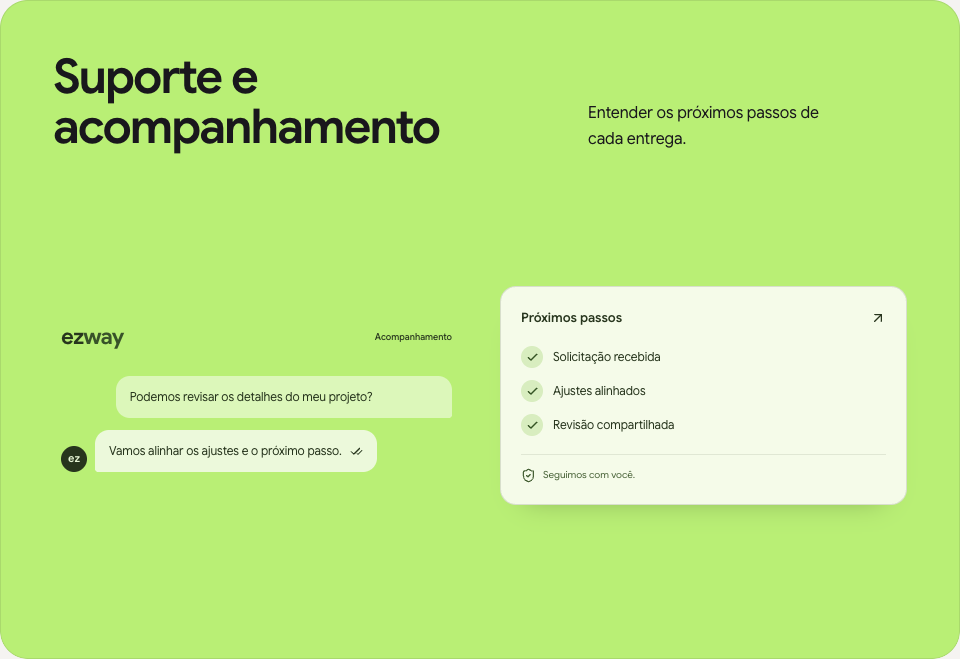 Suporte e
acompanhamento
Entender os próximos passos de
cada entrega.
ezway
Acompanhamento
Podemos revisar os detalhes do meu projeto?
ez
Vamos alinhar os ajustes e o próximo passo.
Próximos passos
Solicitação recebida
Ajustes alinhados
Revisão compartilhada
Seguimos com você.